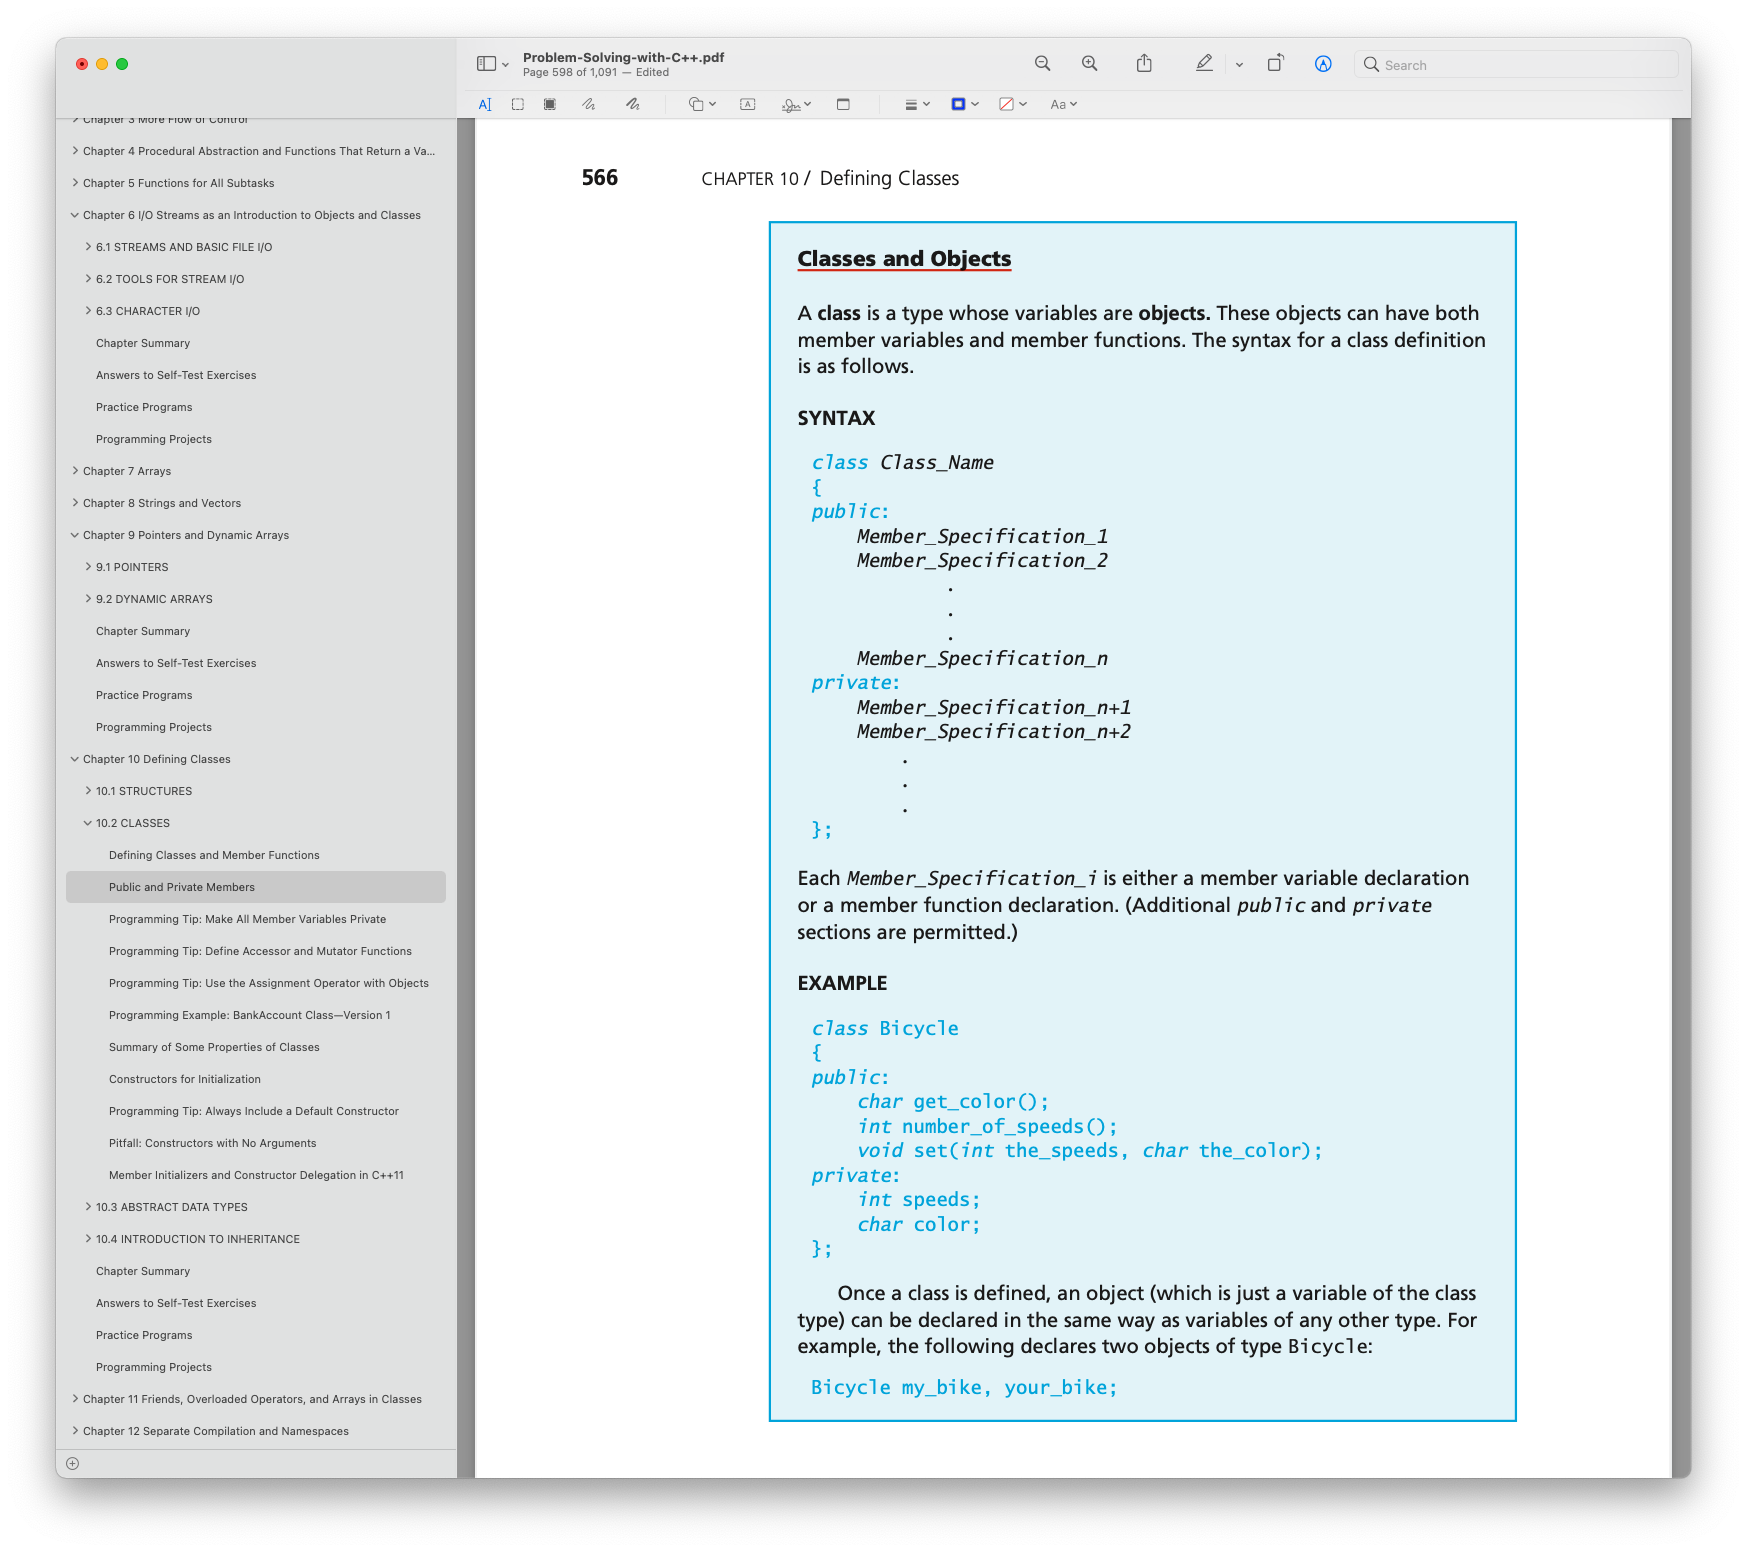 Problem-Solving-with-C++.pdf
Page 598 of 1,091 — Edited
Search
A
Aa
Chapter 3 More Flow of Control
Chapter 4 Procedural Abstraction and Functions That Return a Va...
Chapter 5 Functions for All Subtasks
Chapter 6 I/O Streams as an Introduction to Objects and Classes
6.1 STREAMS AND BASIC FILE I/O
6.2 TOOLS FOR STREAM I/O
6.3 CHARACTER I/O
Chapter Summary
Answers to Self-Test Exercises
Practice Programs
Programming Projects
Chapter 7 Arrays
Chapter 8 Strings and Vectors
Chapter 9 Pointers and Dynamic Arrays
9.1 POINTERS
9.2 DYNAMIC ARRAYS
Chapter Summary
Answers to Self-Test Exercises
Practice Programs
Programming Projects
Chapter 10 Defining Classes
10.1 STRUCTURES
10.2 CLASSES
Defining Classes and Member Functions
Public and Private Members
Programming Tip: Make All Member Variables Private
Programming Tip: Define Accessor and Mutator Functions
Programming Tip: Use the Assignment Operator with Objects
Programming Example: BankAccount Class—Version 1
Summary of Some Properties of Classes
Constructors for Initialization
Programming Tip: Always Include a Default Constructor
Pitfall: Constructors with No Arguments
Member Initializers and Constructor Delegation in C++11
10.3 ABSTRACT DATA TYPES
10.4 INTRODUCTION TO INHERITANCE
Chapter Summary
Answers to Self-Test Exercises
Practice Programs
Programming Projects
Chapter 11 Friends, Overloaded Operators, and Arrays in Classes
Chapter 12 Separate Compilation and Namespaces
566 CHAPTER 10 / Defining Classes
Classes and Objects
A class is a type whose variables are objects. These objects can have both
member variables and member functions. The syntax for a class definition
is as follows.
SYNTAX
class Class_Name
{
public:
Member_Specification_1
Member_Specification_2
.
.
.
Member_Specification_n
private:
Member_Specification_n+1
Member_Specification_n+2
.
.
.
};
Each Member_Specification_i is either a member variable declaration
or a member function declaration. (Additional public and private
sections are permitted.)
EXAMPLE
class Bicycle
{
public:
char get_color();
int number_of_speeds();
void set(int the_speeds, char the_color);
private:
int speeds;
char color;
};
Once a class is defined, an object (which is just a variable of the class
type) can be declared in the same way as variables of any other type. For
example, the following declares two objects of type Bicycle:
Bicycle my_bike, your_bike;